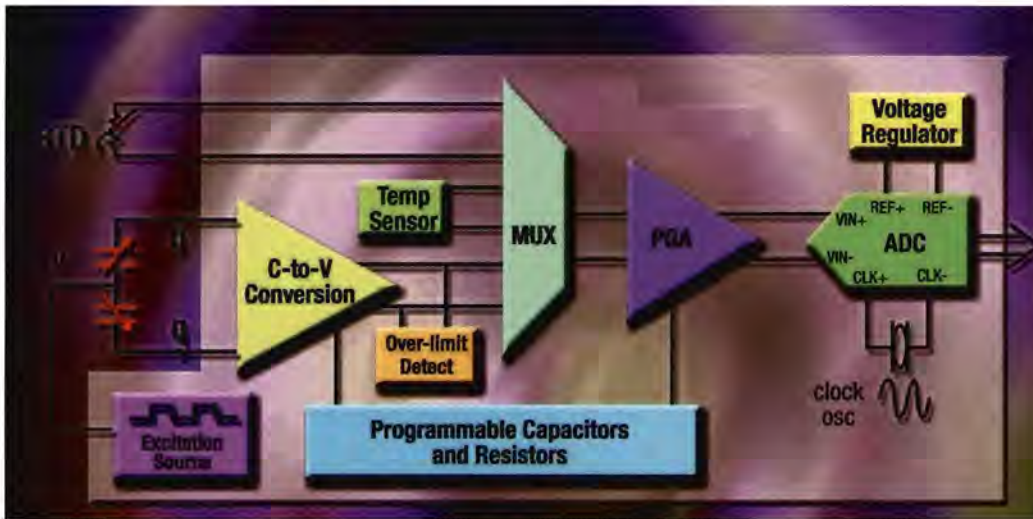 Voltage
Regulator
Temp
Sensor
MUX
PGA
VIN+
REF+ REF-
ADC
VIN-
CLK+ CLK-
C-to-V
Conversion
Over-limit
Detect
clock
osc
Excitation
Source
Programmable Capacitors
and Resistors